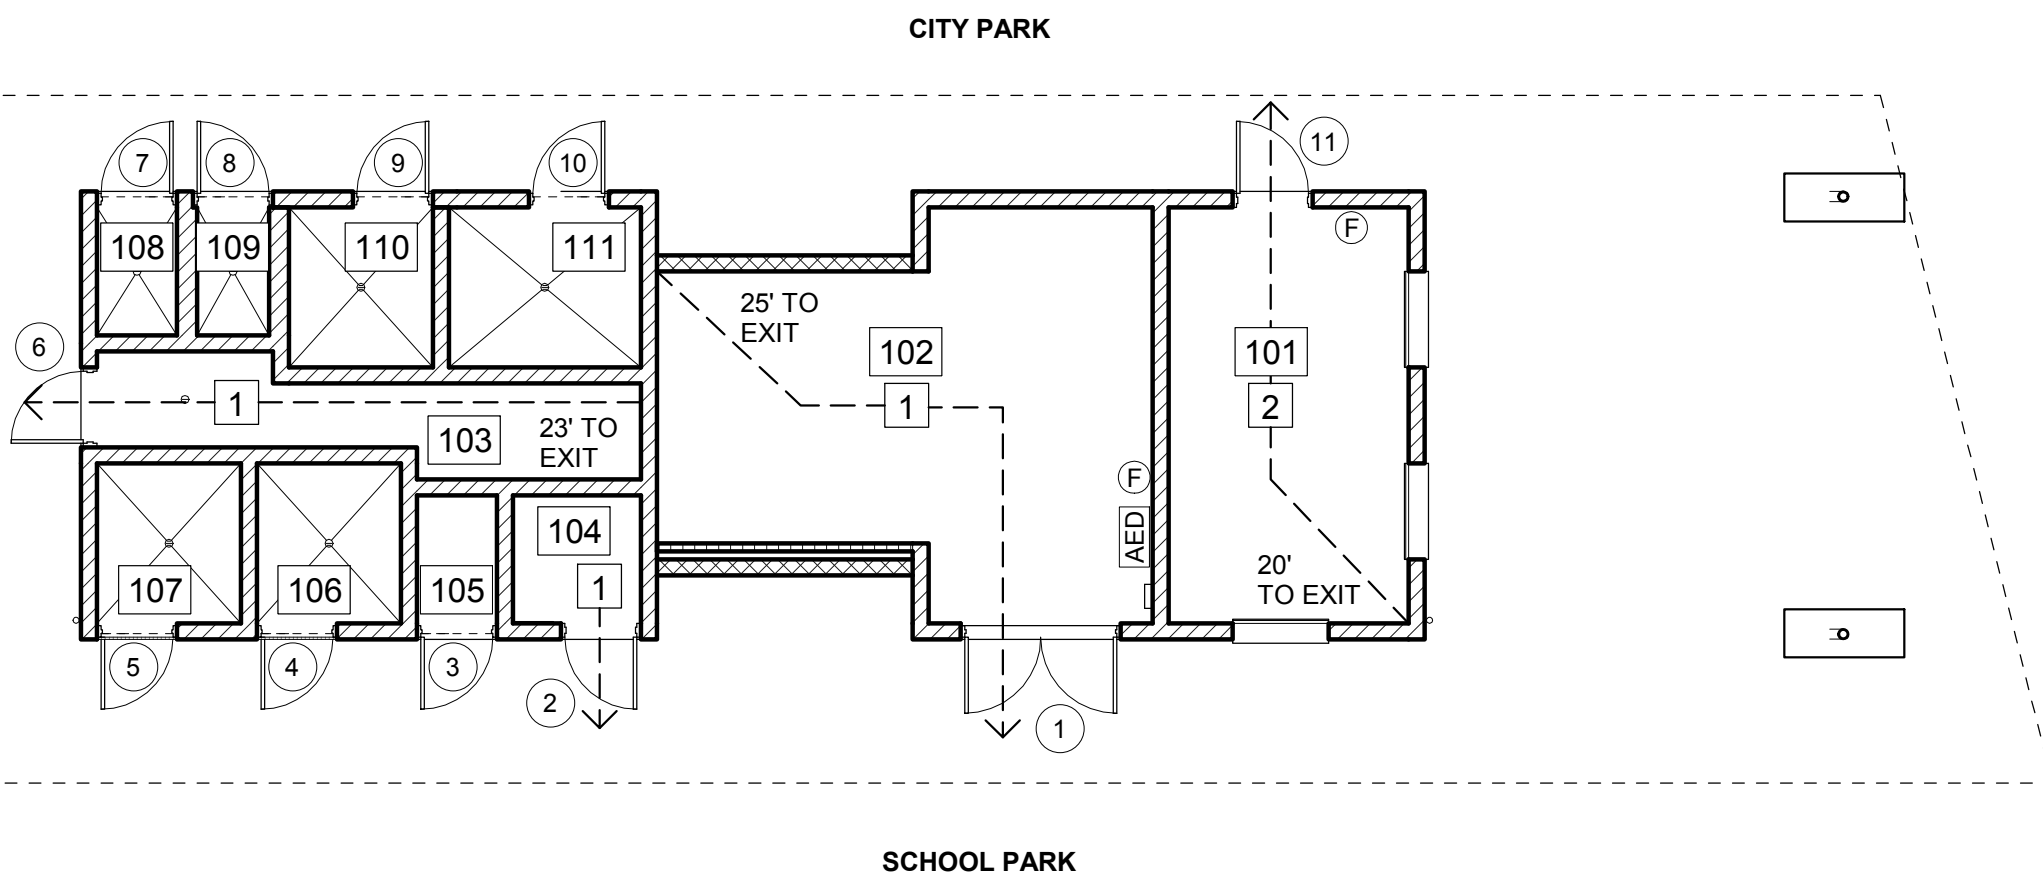 CITY PARK
7
8
9
10
11
108
109
110
111
F
25' TO
EXIT
6
102
101
1
1
2
103
23' TO
EXIT
F
104
AED
107
106
105
1
20'
TO EXIT
5
4
3
2
1
SCHOOL PARK